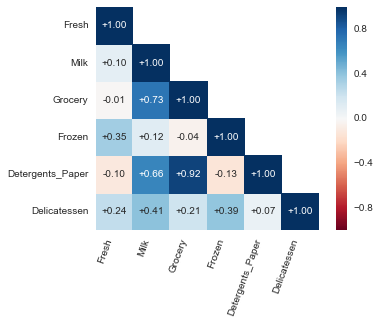 Fresh +1.00
Milk +0.10 +1.00
Grocery -0.01 +0.73 +1.00
Frozen +0.35 +0.12 -0.04 +1.00
Detergents_Paper -0.10 +0.66 +0.92 -0.13 +1.00
Delicatessen +0.24 +0.41 +0.21 +0.39 +0.07 +1.00
Fresh Milk Grocery Frozen Detergents_Paper Delicatessen
0.8
0.4
0.0
−0.4
−0.8